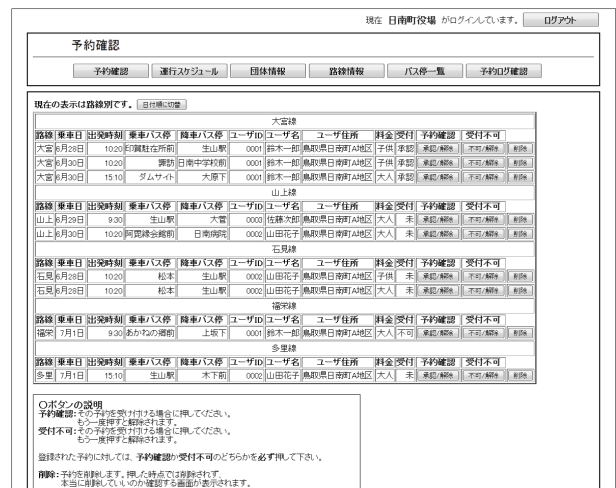 現在 日南町役場 がログインしています。 ログアウト
予約確認
予約確認 運行スケジュール 団体情報 路線情報 バス停一覧 予約ログ確認
現在の表示は路線別です。 日付順に切替
大宮線
路線 乗車日 出発時刻 乗車バス停 降車バス停 ユーザID ユーザ名 ユーザ住所 料金 受付 予約確認 受付不可
大宮 6月28日 1020 印賀駐在所前 生山駅 0001 鈴木一郎 鳥取県日南町A地区 子供 承認 承認/解除 不可/解除 削除
大宮 6月30日 1020 諏訪 日南中学校前 0001 鈴木一郎 鳥取県日南町A地区 子供 承認 承認/解除 不可/解除 削除
大宮 6月30日 1510 ダムサイト 大原下 0001 鈴木一郎 鳥取県日南町A地区 大人 承認 承認/解除 不可/解除 削除
山上線
路線 乗車日 出発時刻 乗車バス停 降車バス停 ユーザID ユーザ名 ユーザ住所 料金 受付 予約確認 受付不可
山上 6月29日 930 生山駅 大菅 0003 佐藤次郎 鳥取県日南町A地区 大人 未 承認/解除 不可/解除 削除
山上 6月30日 1020 阿毘縁会館前 日南病院 0002 山田花子 鳥取県日南町A地区 大人 未 承認/解除 不可/解除 削除
石見線
路線 乗車日 出発時刻 乗車バス停 降車バス停 ユーザID ユーザ名 ユーザ住所 料金 受付 予約確認 受付不可
石見 6月28日 1020 松本 生山駅 0002 山田花子 鳥取県日南町A地区 子供 未 承認/解除 不可/解除 削除
石見 6月28日 1020 松本 生山駅 0002 山田花子 鳥取県日南町A地区 大人 未 承認/解除 不可/解除 削除
福栄線
路線 乗車日 出発時刻 乗車バス停 降車バス停 ユーザID ユーザ名 ユーザ住所 料金 受付 予約確認 受付不可
福栄 7月1日 930 あかねの郷前 上坂下 0001 鈴木一郎 鳥取県日南町A地区 大人 不可 承認/解除 不可/解除 削除
多里線
路線 乗車日 出発時刻 乗車バス停 降車バス停 ユーザID ユーザ名 ユーザ住所 料金 受付 予約確認 受付不可
多里 7月1日 1510 生山駅 木下前 0002 山田花子 鳥取県日南町A地区 大人 未 承認/解除 不可/解除 削除
○ボタンの説明
予約確認:その予約を受け付ける場合に押してください。
もう一度押すと解除されます。
受付不可:その予約を受け付ける場合に押してください。
もう一度押すと解除されます。
登録された予約に対しては、予約確認か受付不可のどちらかを必ず押して下さい。
削除:予約を削除します。押した時点では削除されず、
本当に削除していいのか確認する画面が表示されます。